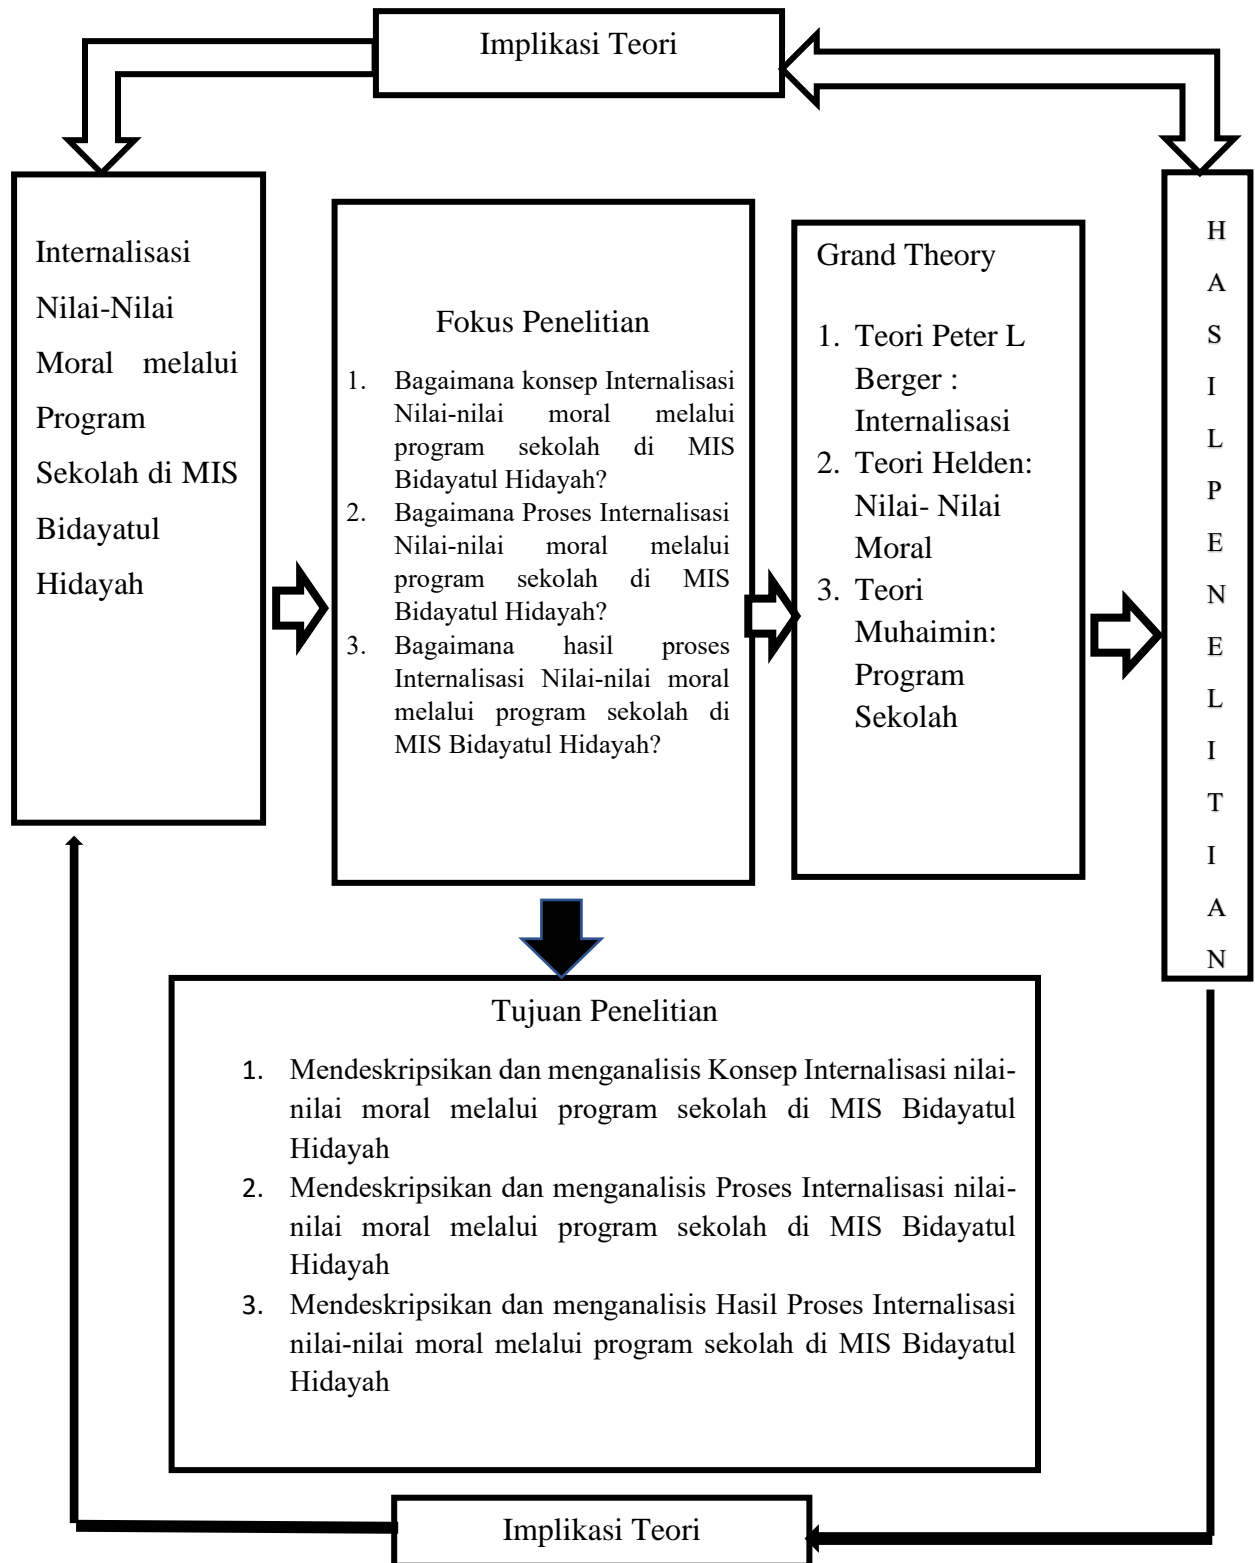 Implikasi Teori
Internalisasi
Nilai-Nilai
Moral melalui
Program
Sekolah di MIS
Bidayatul
Hidayah
Fokus Penelitian
1. Bagaimana konsep Internalisasi
Nilai-nilai moral melalui
program sekolah di MIS
Bidayatul Hidayah?
2. Bagaimana Proses Internalisasi
Nilai-nilai moral melalui
program sekolah di MIS
Bidayatul Hidayah?
3. Bagaimana hasil proses
Internalisasi Nilai-nilai moral
melalui program sekolah di
MIS Bidayatul Hidayah?
Grand Theory
1. Teori Peter L
Berger :
Internalisasi
2. Teori Helden:
Nilai- Nilai
Moral
3. Teori
Muhaimin:
Program
Sekolah
H
A
S
I
L
P
E
N
E
L
I
T
I
A
N
Tujuan Penelitian
1. Mendeskripsikan dan menganalisis Konsep Internalisasi nilai-
nilai moral melalui program sekolah di MIS Bidayatul
Hidayah
2. Mendeskripsikan dan menganalisis Proses Internalisasi nilai-
nilai moral melalui program sekolah di MIS Bidayatul
Hidayah
3. Mendeskripsikan dan menganalisis Hasil Proses Internalisasi
nilai-nilai moral melalui program sekolah di MIS Bidayatul
Hidayah
Implikasi Teori